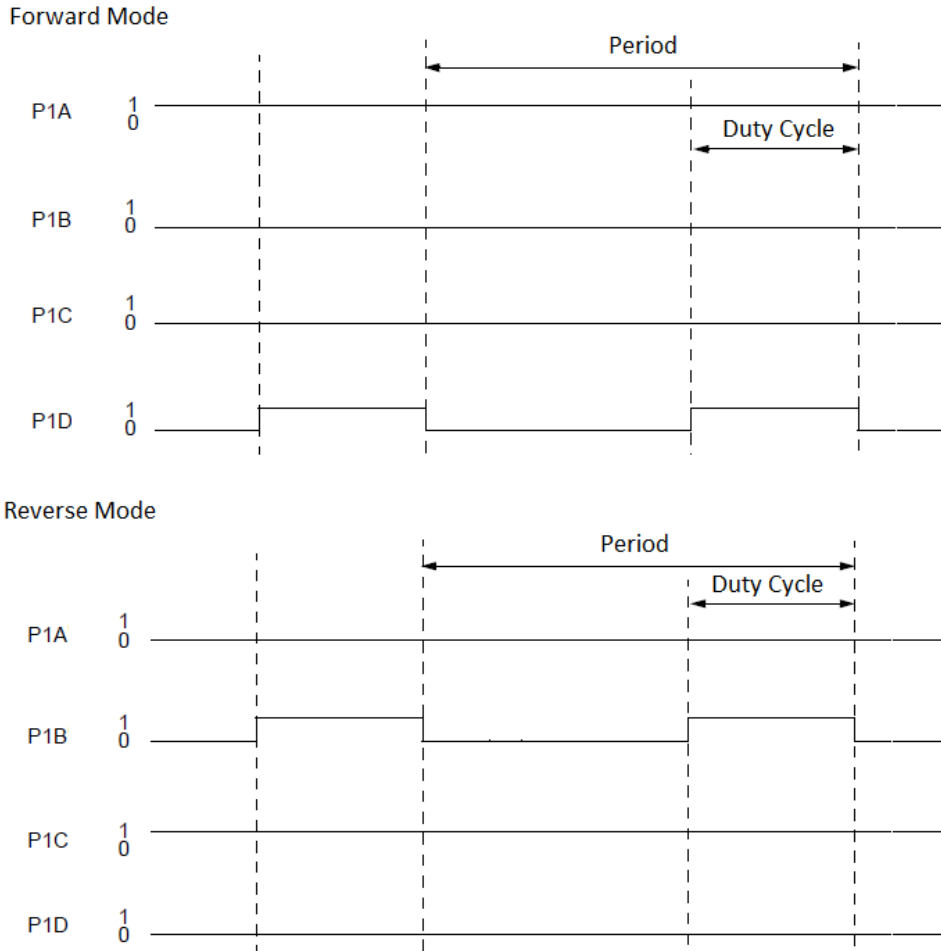 Forward Mode
Period
P1A 1
0
Duty Cycle
P1B 1
0
P1C 1
0
P1D 1
0
Reverse Mode
Period
Duty Cycle
P1A 1
0
P1B 1
0
P1C 1
0
P1D 1
0